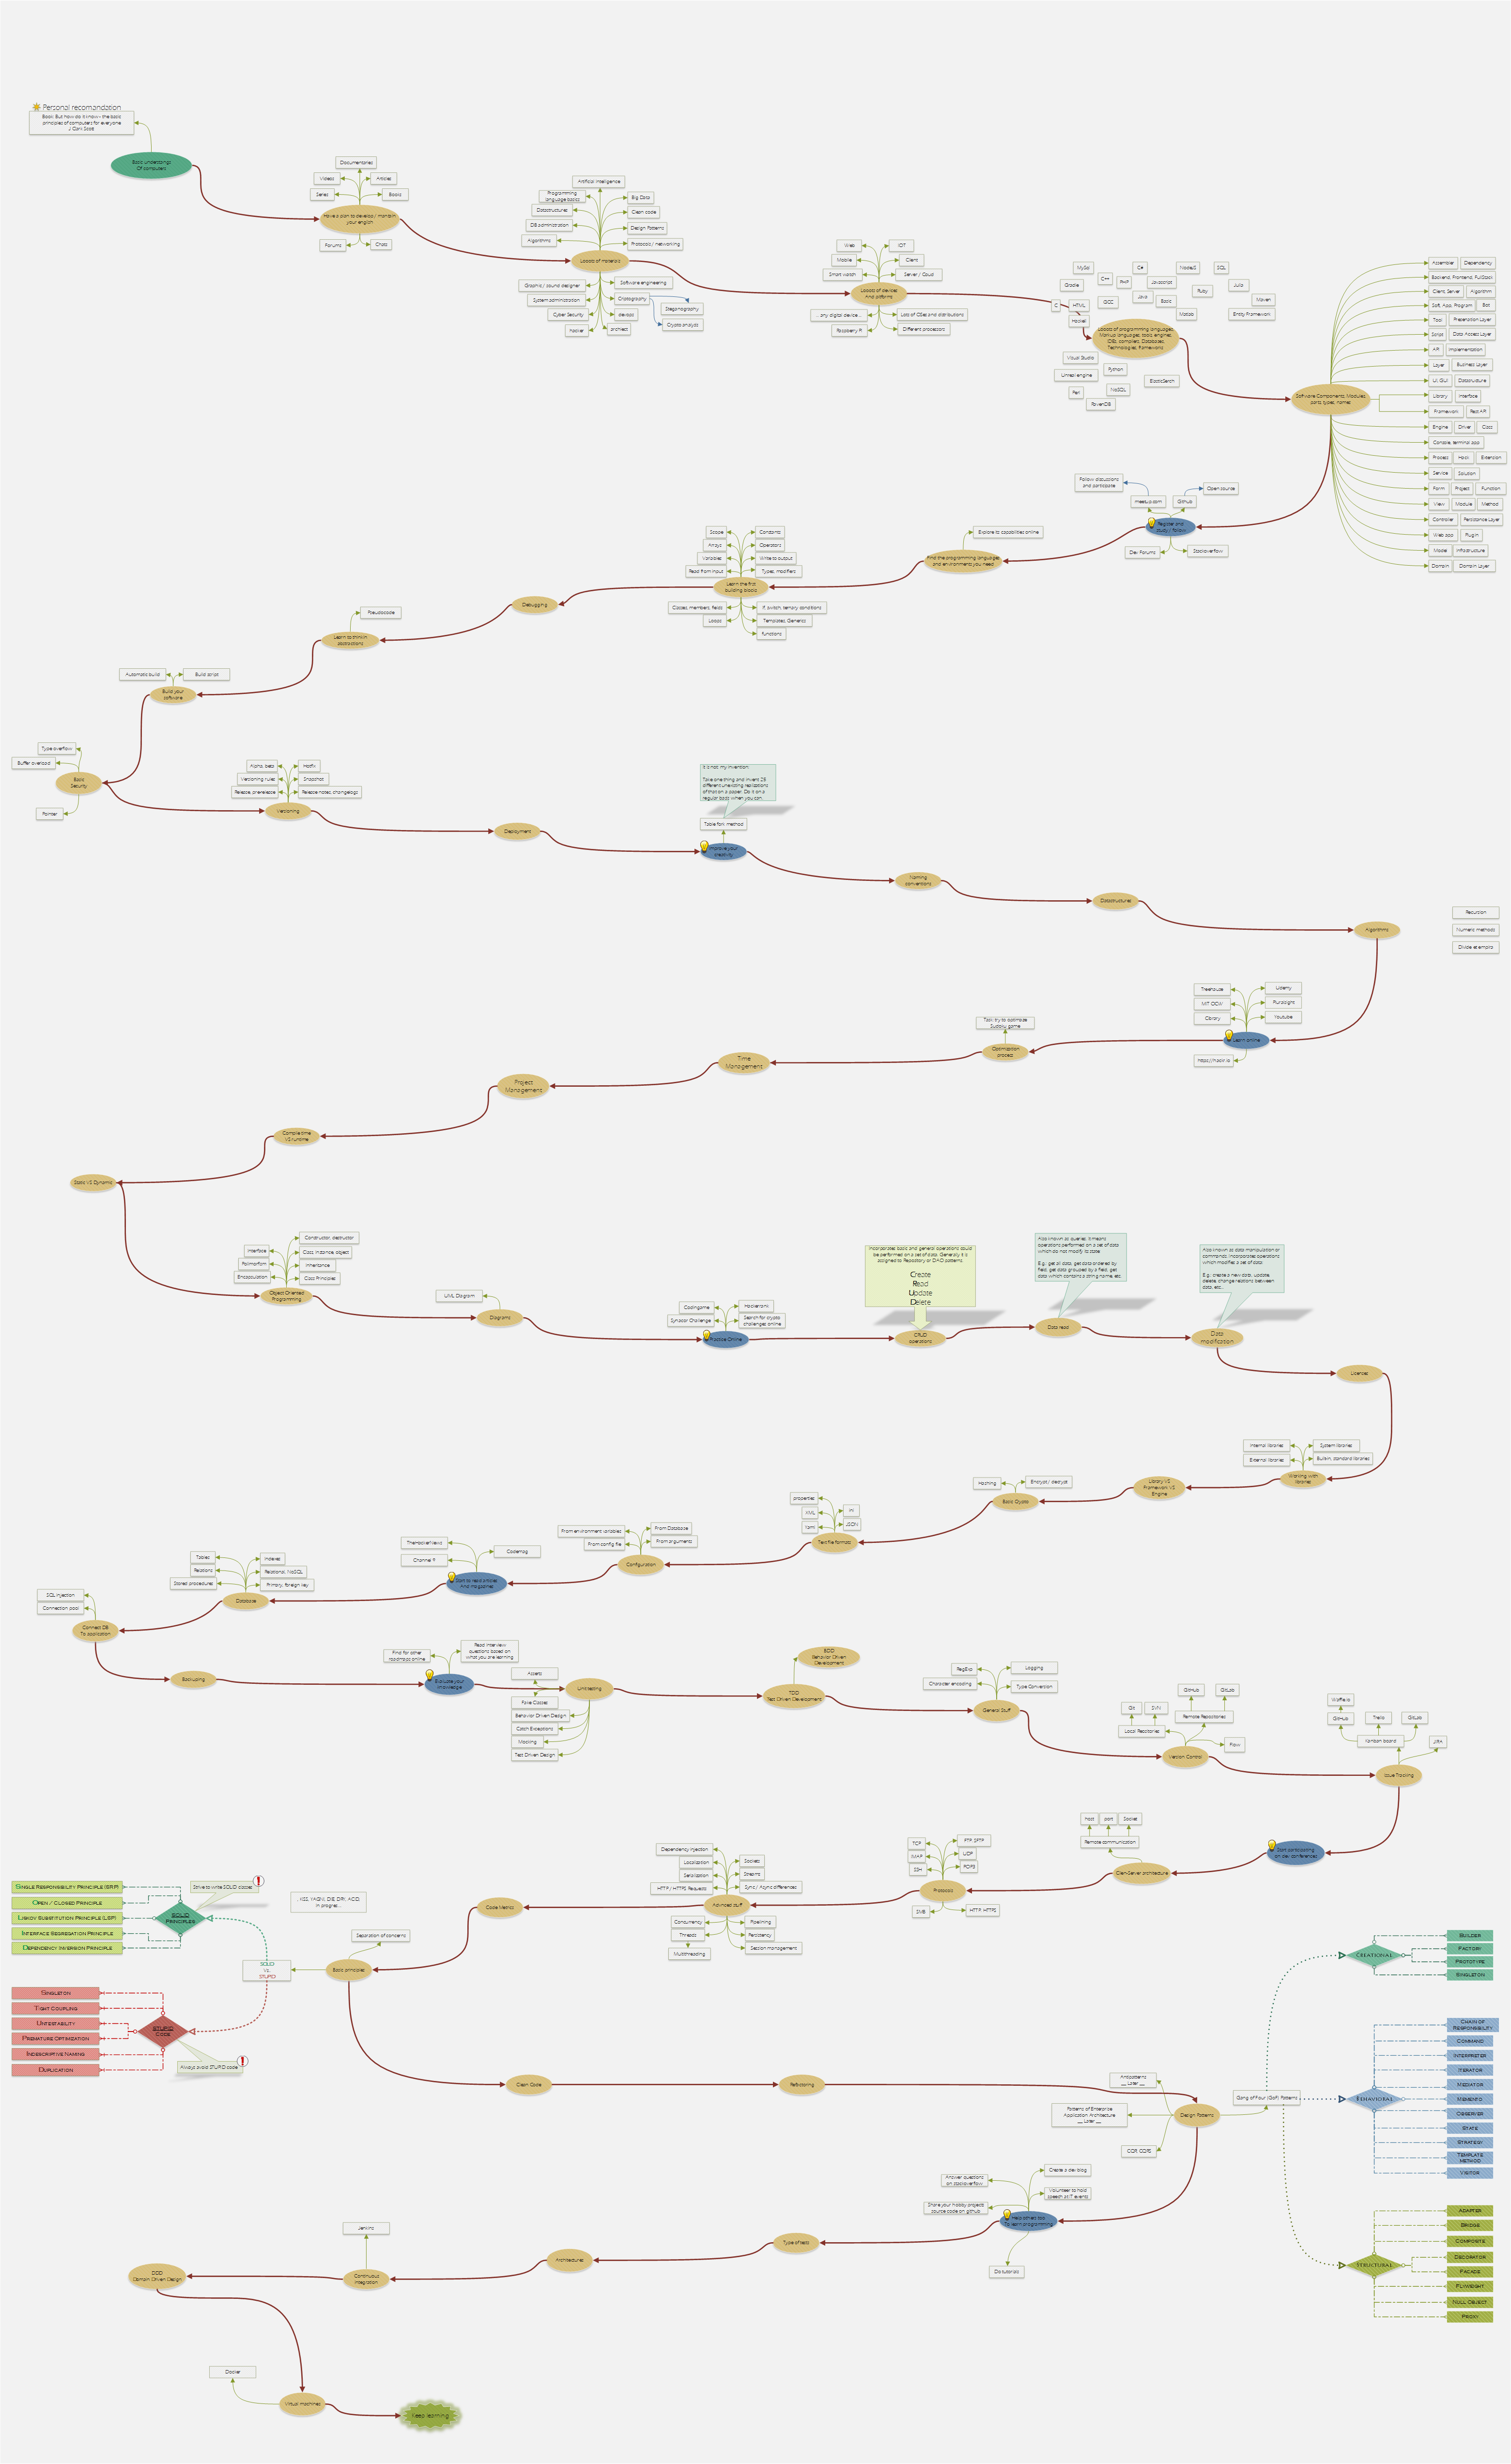 Personal recomandation
Book: But how do it know - the basic
principles of computers for everyone
J. Clark Scott
Basic understangs
Of computers
Documentaries
Videos
Articles
Series
Books
Have a plan to develop / maintain
your english
Forums
Chats
Artificial Intelligence
Programming
language basics
Big Data
Datastructures
Clean code
DB administration
Design Patterns
Algorithms
Protocols / networking
Looots of materials
Graphic / sound designer
Software engineering
System administration
Criptography
Steganography
Cyber Security
devops
Crypto analyst
hacker
architect
Web
IOT
Mobile
Client
Smart watch
Server / Cloud
Looots of devices
And platforms
... any digital device ...
Lots of OSes and distributions
Raspberry Pi
Different processors
MySql
C#
NodeJS
SQL
Gradle
C++
PHP
Javascript
Julia
Ruby
C
HTML
GCC
Java
Basic
Maven
Haskel
Matlab
Entity Framework
Looots of programming languages,
Markup languages, tools, engines,
IDEs, compilers, Databases,
Technologies, frameworks
Visual Studio
Python
Unreal engine
ElasticSerch
Perl
NoSQL
RavenDB
Software Components, Modules,
parts, types, names
Assembler
Dependency
Backend, Frontend, FullStack
Client, Server
Algorithm
Soft, App, Program
Bot
Tool
Presentation Layer
Script
Data Access Layer
API
Implementation
Layer
Business Layer
UI, GUI
Datastructure
Library
Interface
Framework
Rest API
Engine
Driver
Class
Console, terminal app
Process
Hook
Extension
Service
Solution
Form
Project
Function
View
Module
Method
Controller
Persistance Layer
Web app
Plugin
Model
Infrastructure
Domain
Domain Layer
Follow discussions
and participate
Open source
meetup.com
GitHub
Register and
study / follow
Dev Forums
Stackoverflow
Explore to capabilities online
Find the programming languages
and environments you need
Scope
Constants
Arrays
Operators
Variables
Write to output
Read from input
Types, modifiers
Learn the first
building blocks
Classes, members, fields
If, switch, ternary conditions
Loops
Templates, Generics
functions
Debugging
Pseudocode
Learn to think in
abstractions
Automatic build
Build script
Build your
software
Type overflow
Buffer overload
Basic
Security
Pointer
Alpha, beta
Hotfix
Versioning rules
Snapshot
Release, prerelease
Release notes, changelogs
Versioning
Deployment
It is not my invention!
Take one thing and invent 25
different unexisting realizations
of that on a paper. Do it on a
regular basis when you can.
Table fork method
Improve your
creativity
Naming
conventions
Datastructures
Algorithms
Recursion
Numeric methods
Divide et empira
Treehouse
Udemy
MIT OCW
Pluralsight
Cibrary
Youtube
Learn online
https://hackr.io
Task: try to optimize
Sudoku game
Optimization
process
Time
Management
Project
Management
Compile time
VS runtime
Static VS Dynamic
Constructor, destructor
Interface
Class, instance, object
Polimorfism
Inheritance
Encapsulation
Class Principles
Object Oriented
Programming
UML Diagram
Diagrams
Codingame
Hackerrank
Synacor Challenge
Search for crypto
challenges online
Practise Online
Incorporates basic and general operations could
be performed on a set of data. Generally it is
assigned to Repository or DAO patterns.
Create
Read
Update
Delete
CRUD
operations
Also known as queries. It means
operations performed on a set of data
which do not modify its state.
E.g.: get all data, get data ordered by
field, get data grouped by a field, get
data which contains a string name, etc
Data read
Also known as data manipulation or
commands. Incorporates operations
which modifies a set of data.
E.g.: create a new data, update,
delete, change relations between
data, etc...
Data
modification
Licences
Internal libraries
System libraries
External libraries
Builtin, standard libraries
Working with
libraries
Library VS
Framework VS
Engine
Hashing
Encrypt / decrypt
Basic Crypto
properties
INI
XML
JSON
Yaml
Text file formats
From environment variables
From Database
From config file
From arguments
Configuration
TheHackerNews
Codemag
Channel 9
Start to read articles
And magazines
Tables
Indexes
Relations
Relational, NoSQL
Stored procedures
Primary, foreign key
Database
SQL injection
Connection pool
Connect DB
To application
Backuping
Find for other
roadmaps online
Read interview
questions based on
what you are learning
Evaluate your
knowledge
Asserts
Unit testing
Fake Classes
Behavior Driven Design
Catch Exceptions
Mocking
Test Driven Design
BDD
Behavior Driven
Development
TDD
Test Driven Development
RegExp
Logging
Character encoding
Type Conversion
General Stuff
GitHub
GitLab
Git
SVN
Remote Repositories
Local Repositories
Flow
Version Control
Waffle.io
GitHub
Trello
GitLab
Kanban board
JIRA
Issue Tracking
Start participating
on dev conferences
host
port
Socket
Remote communication
Clien-Server architecture
TCP
FTP, SFTP
IMAP
UDP
SSH
POP3
Protocols
SMB
HTTP, HTTPS
Dependency Injection
Localization
Sockets
Serialization
Streams
HTTP / HTTPS Requests
Sync / Async differences
Advanced stuff
Concurrency
Pipelining
Threads
Persistency
Multithreading
Session management
Code Metrics
Separation of concerns
Basic principles
.. KISS, YAGNI, DIE, DRY, ACID,
in progres...
Strive to write SOLID classes
Single Responsibility Principle (SRP)
Open / Closed Principle
Liskov Substitution Principle (LSP)
Interface Segregation Principle
Dependency Inversion Principle
SOLID
Principles
SOLID
vs.
STUPID
Singleton
Tight Coupling
Untestability
Premature Optimization
Indescriptive Naming
Duplication
STUPID
Code
Always avoid STUPID code
Clean Code
Refactoring
Antipatterns
__ Later __
Patterns of Enterprise
Application Architecture
__ Later __
Design Patterns
Gang of Four (GoF) Patterns
Creational
Builder
Factory
Prototype
Singleton
Behavioral
Chain of
Responsibility
Command
Interpreter
Iterator
Mediator
Memento
Observer
State
Strategy
Template
Method
Visitor
Structural
Adapter
Bridge
Composite
Decorator
Facade
Flyweight
Null Object
Proxy
Answer questions
on stackoverflow
Create a dev blog
Share your hobby projects
source code on github
Volunteer to hold
speech at IT events
Help others too
To learn programming
Do tutorials
Type of tests
Architectures
Jenkins
Continuous
integration
DDD
Domain Driven Design
Docker
Virtual machines
Keep learning